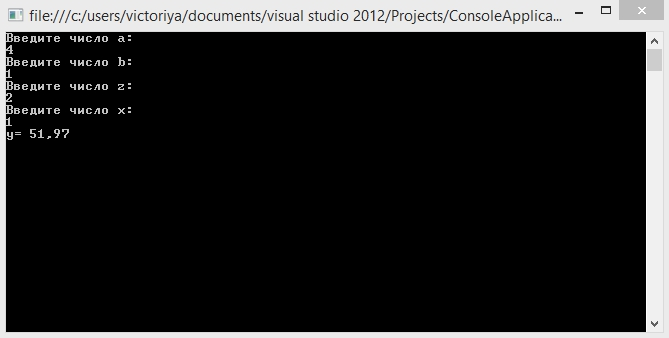 file:///c:/users/victoriya/documents/visual studio 2012/Projects/ConsoleApplica...
Введите число a:
4
Введите число b:
1
Введите число z:
2
Введите число x:
1
y= 51,97